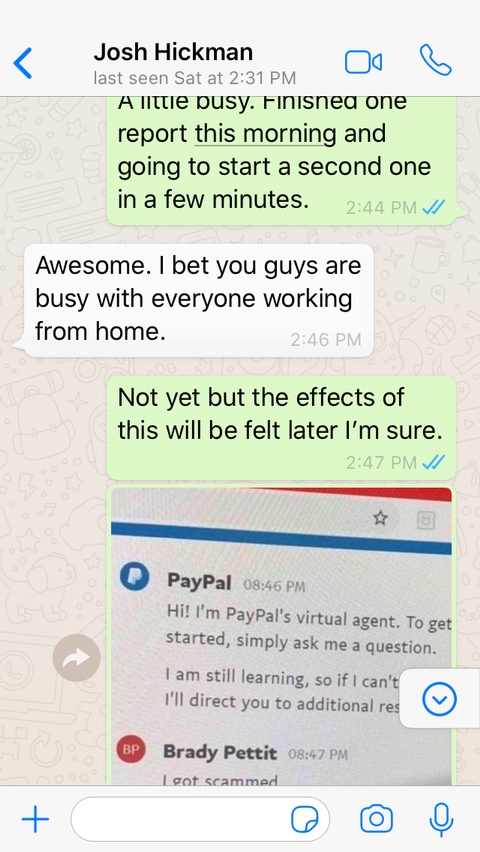 Josh Hickman
last seen Sat at 2:31 PM
A little busy. Finished one
report this morning and
going to start a second one
in a few minutes.
2:44 PM
Awesome. I bet you guys are
busy with everyone working
from home.
2:46 PM
Not yet but the effects of
this will be felt later I’m sure.
2:47 PM
PayPal 08:46 PM
Hi! I'm PayPal's virtual agent. To get
started, simply ask me a question.
I am still learning, so if I can't
I'll direct you to additional res
BP Brady Pettit 08:47 PM
I got scammed